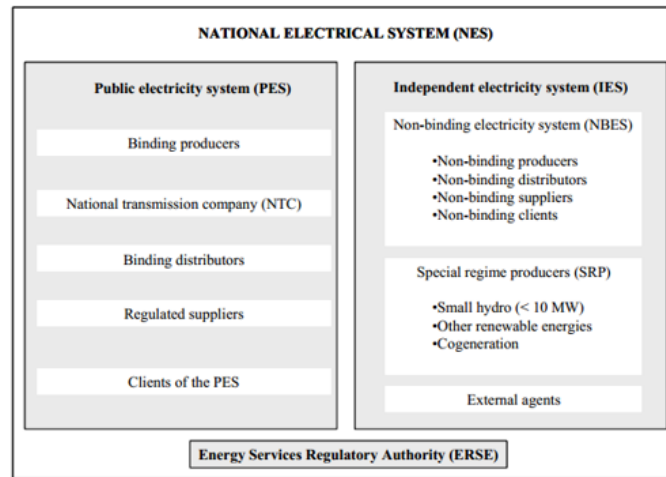 NATIONAL ELECTRICAL SYSTEM (NES)
Public electricity system (PES)
Binding producers
National transmission company (NTC)
Binding distributors
Regulated suppliers
Clients of the PES
Independent electricity system (IES)
Non-binding electricity system (NBES)
•Non-binding producers
•Non-binding distributors
•Non-binding suppliers
•Non-binding clients
Special regime producers (SRP)
•Small hydro (< 10 MW)
•Other renewable energies
•Cogeneration
External agents
Energy Services Regulatory Authority (ERSE)